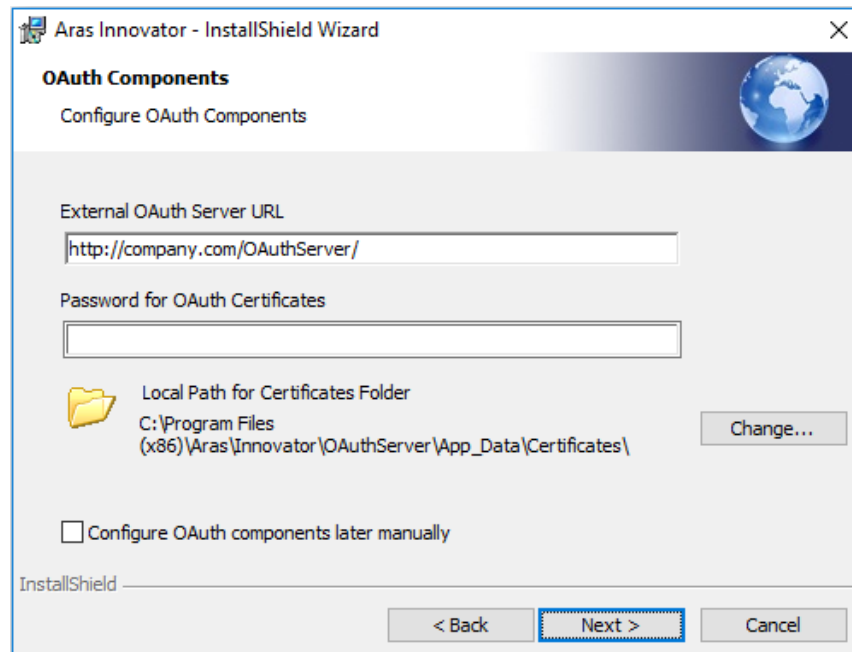 Aras Innovator - InstallShield Wizard
OAuth Components
Configure OAuth Components
External OAuth Server URL
http://company.com/OAuthServer/
Password for OAuth Certificates
Local Path for Certificates Folder
C:\Program Files
(x86)\Aras\Innovator\OAuthServer\App_Data\Certificates\
Change...
Configure OAuth components later manually
InstallShield
< Back
Next >
Cancel